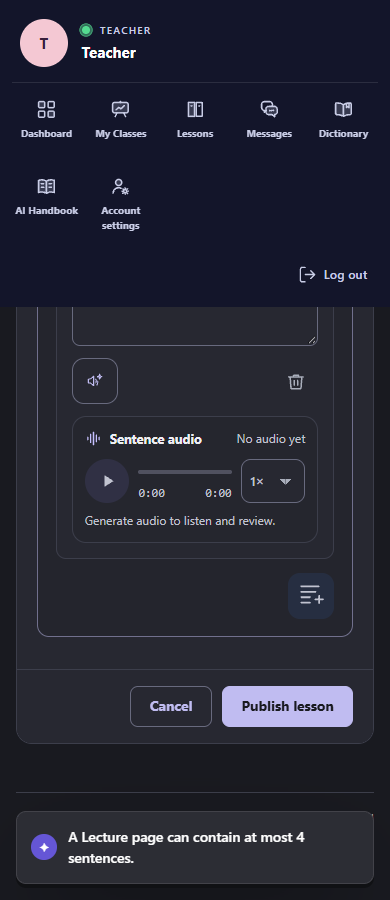 T
TEACHER
Teacher
Dashboard
My Classes
Lessons
Messages
Dictionary
AI Handbook
Account
settings
Log out
Sentence audio
No audio yet
0:00
0:00
1×
Generate audio to listen and review.
Cancel
Publish lesson
A Lecture page can contain at most 4
sentences.